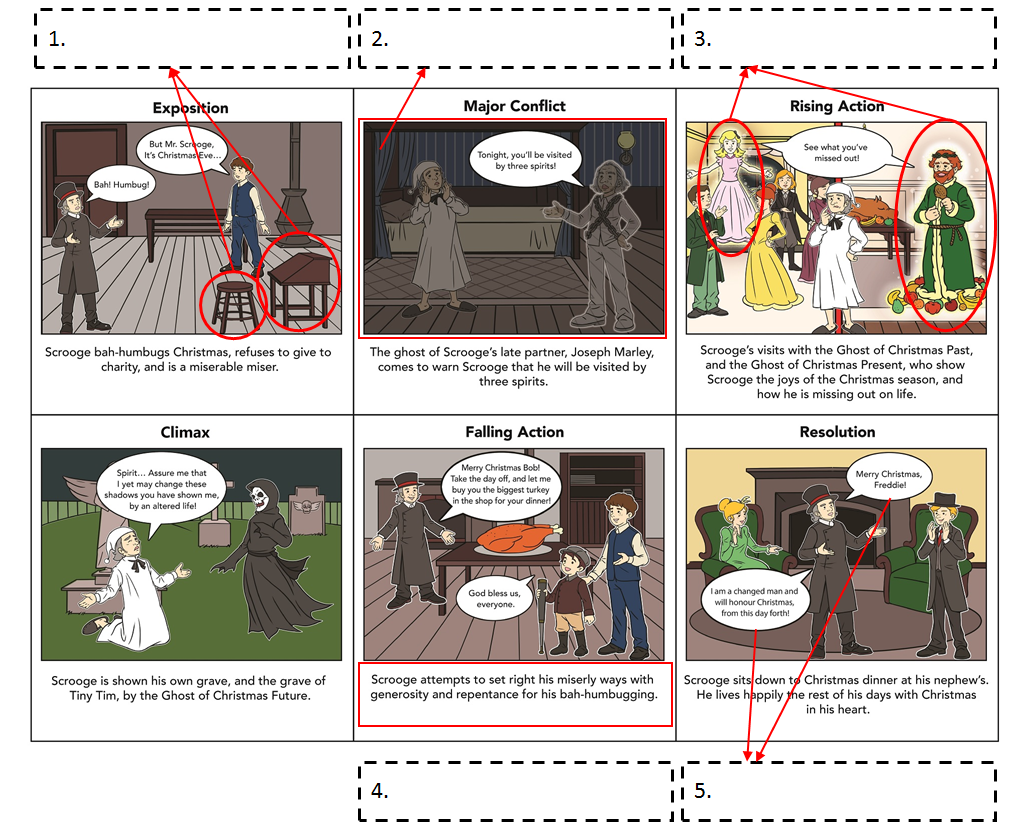 1.
2.
3.
Exposition
But Mr. Scrooge,
It's Christmas Eve...
Bah! Humbug!
Scrooge bah-humbugs Christmas, refuses to give to
charity, and is a miserable miser.
Major Conflict
Tonight, you'll be visited
by three spirits!
The ghost of Scrooge's late partner, Joseph Marley,
comes to warn Scrooge that he will be visited by
three spirits.
Rising Action
See what you've
missed out!
Scrooge's visits with the Ghost of Christmas Past,
and the Ghost of Christmas Present, who show
Scrooge the joys of the Christmas season, and
how he is missing out on life.
Climax
Spirit... Assure me that
I yet may change these
shadows you have shown me,
by an altered life!
Scrooge is shown his own grave, and the grave of
Tiny Tim, by the Ghost of Christmas Future.
Falling Action
Merry Christmas Bob!
Take the day off, and let me
buy you the biggest turkey
in the shop for your dinner!
God bless us,
everyone.
Scrooge attempts to set right his miserly ways with
generosity and repentance for his bah-humbugging.
Resolution
Merry Christmas,
Freddie!
I am a changed man and
will honour Christmas,
from this day forth!
Scrooge sits down to Christmas dinner at his nephew's.
He lives happily the rest of his days with Christmas
in his heart.
4.
5.